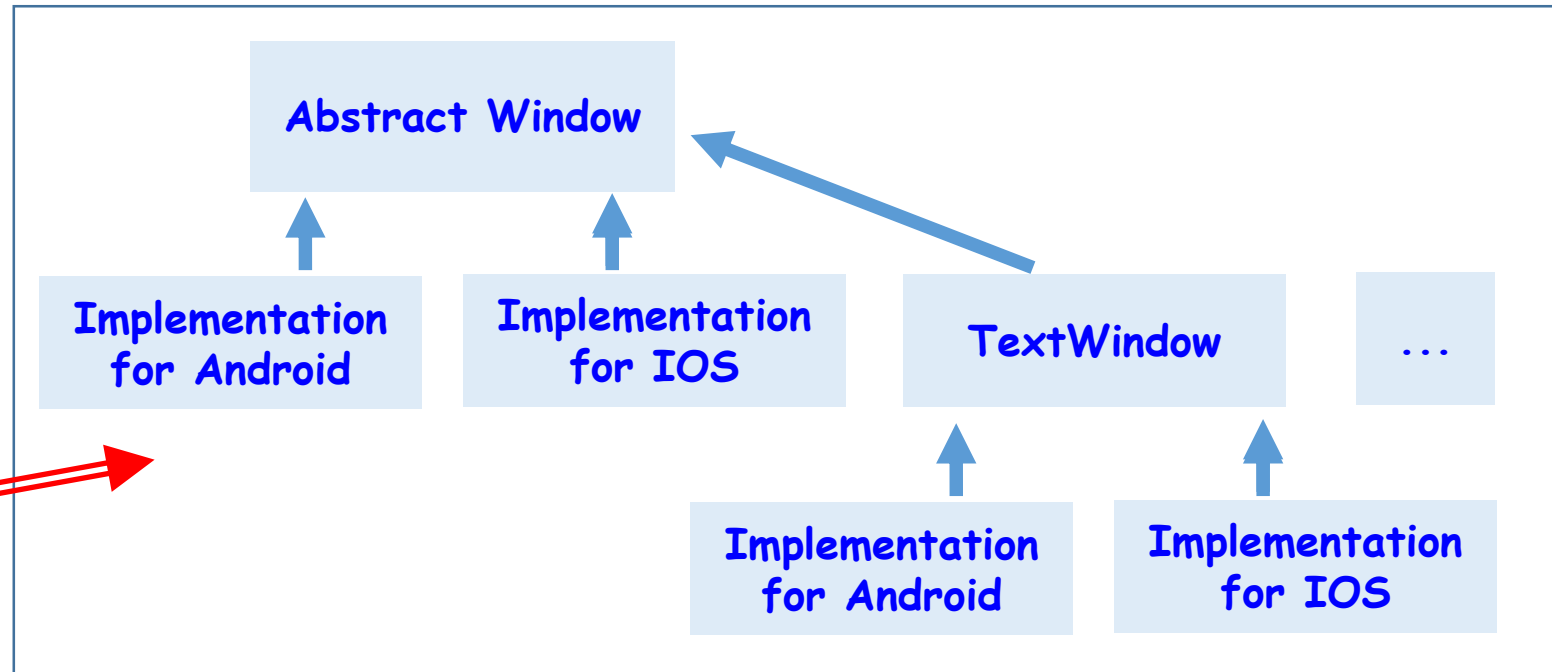 Abstract Window
Implementation
for Android
Implementation
for IOS
TextWindow
...
Implementation
for Android
Implementation
for IOS